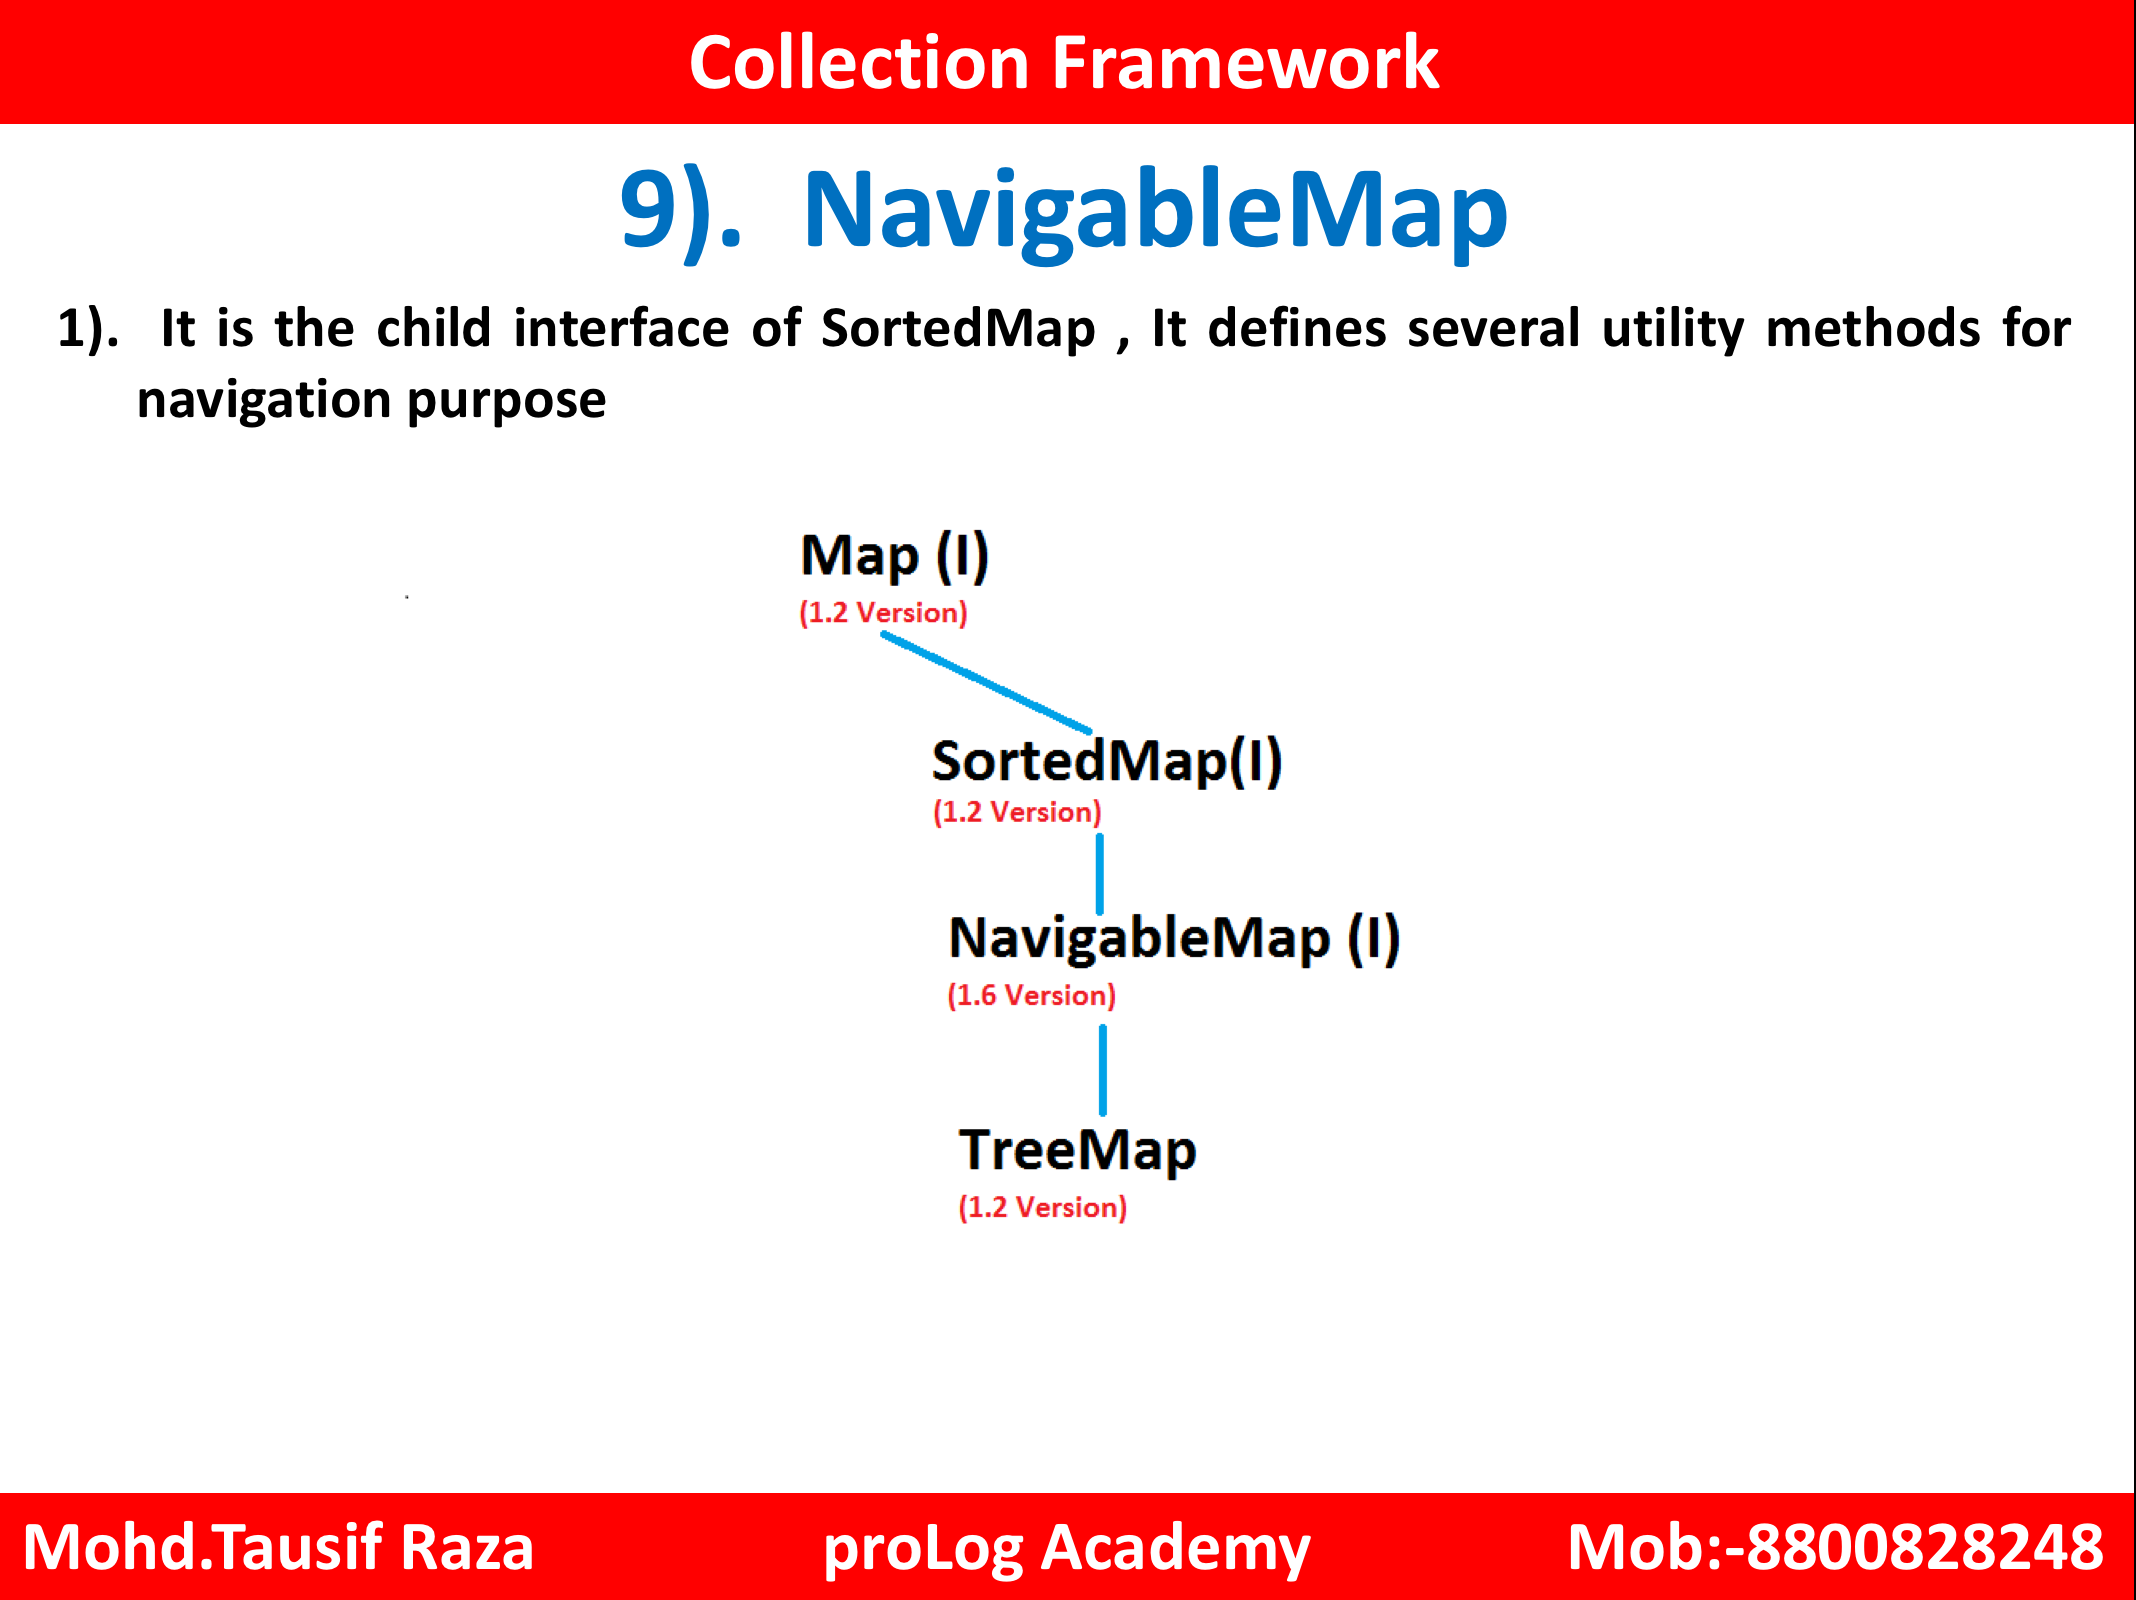 Collection Framework
9). NavigableMap
1). It is the child interface of SortedMap , It defines several utility methods for
navigation purpose
Map (I)
(1.2 Version)
SortedMap(I)
(1.2 Version)
NavigableMap (I)
(1.6 Version)
TreeMap
(1.2 Version)
Mohd.Tausif Raza proLog Academy Mob:-8800828248